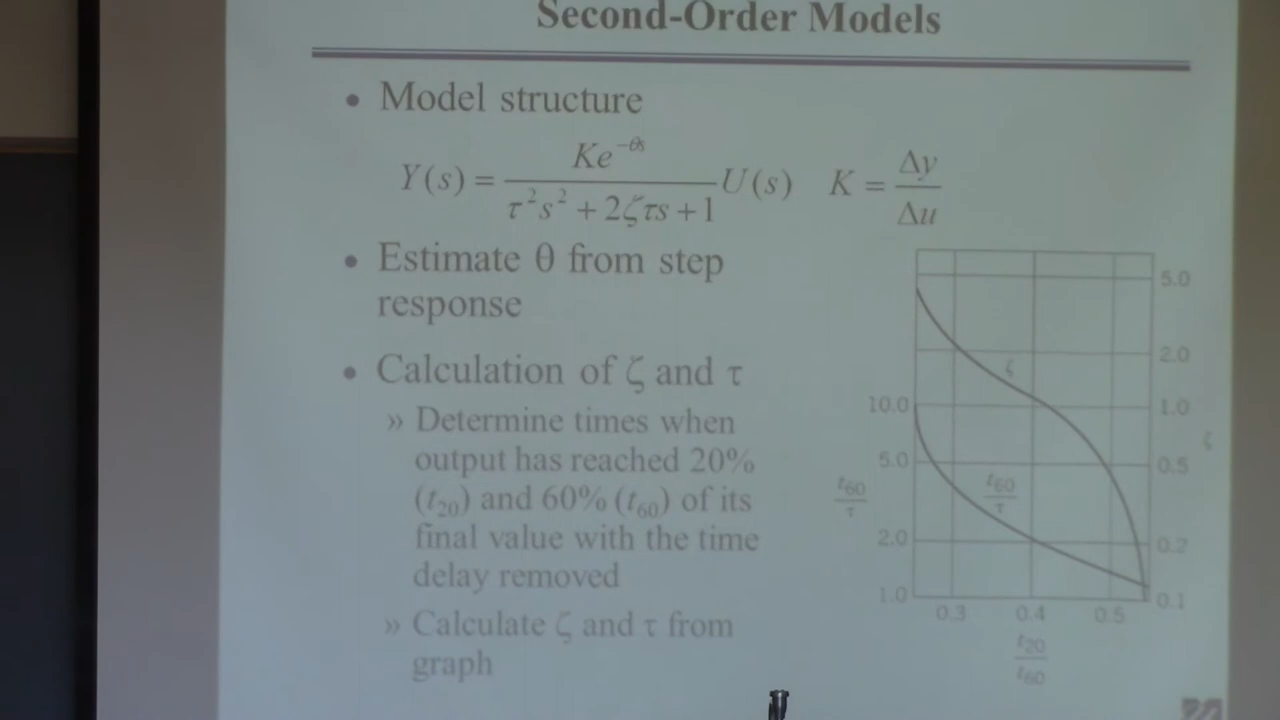 Second-Order Models
• Model structure
Y(s) = Ke^{-θs} / (τ²s² + 2ζτs + 1) U(s)   K = Δy / Δu
• Estimate θ from step
response
• Calculation of ζ and τ
» Determine times when
output has reached 20%
(t₂₀) and 60% (t₆₀) of its
final value with the time
delay removed
» Calculate ζ and τ from
graph
5.0
2.0
ζ
10.0
1.0
ζ
5.0
0.5
t₆₀/τ
t₆₀/τ
2.0
0.2
1.0
0.1
0.3 0.4 0.5
t₂₀/t₆₀